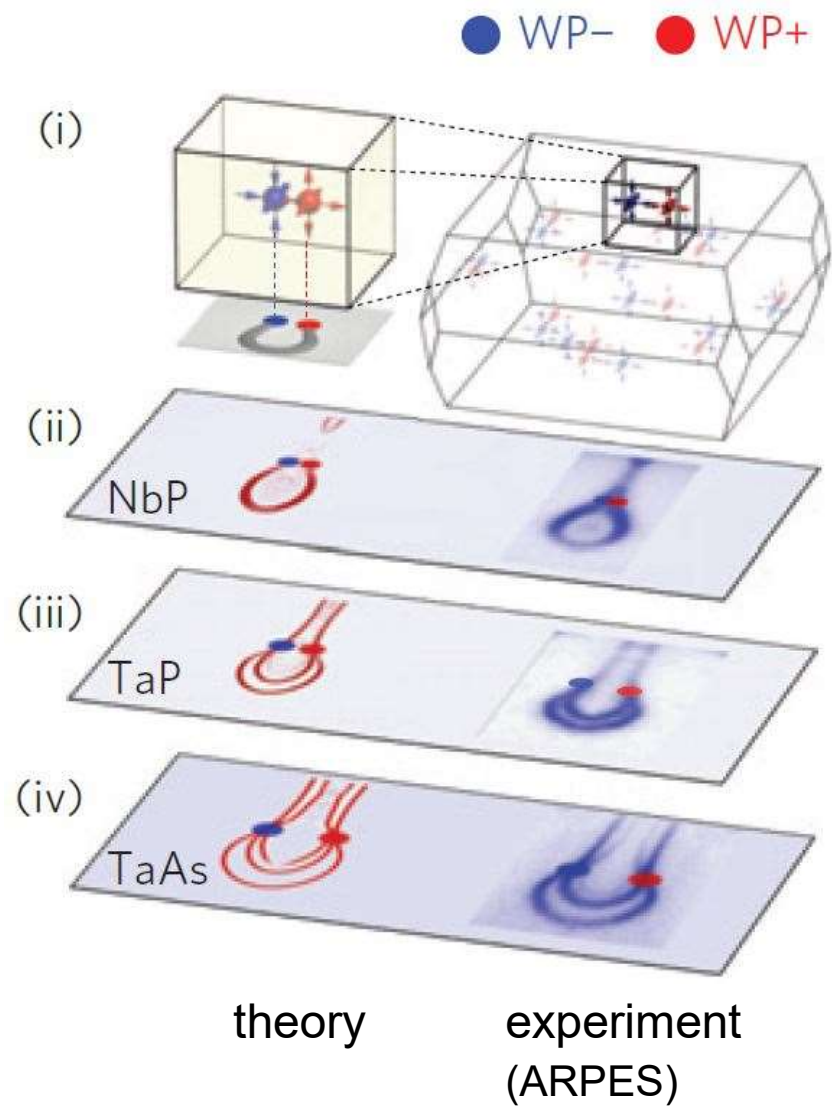 WP− WP+
(i)
(ii)
NbP
(iii)
TaP
(iv)
TaAs
theory experiment
(ARPES)